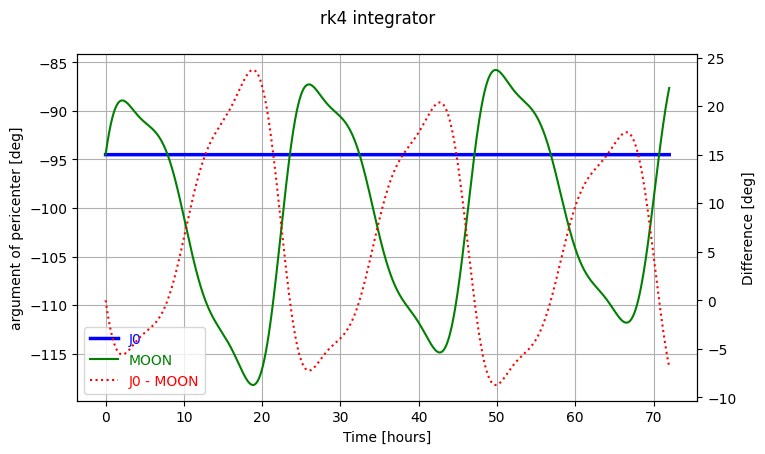 rk4 integrator
argument of pericenter [deg]
−85
−90
−95
−100
−105
−110
−115
25
20
15
10
5
0
−5
−10
Difference [deg]
J0
MOON
J0 - MOON
0 10 20 30 40 50 60 70
Time [hours]